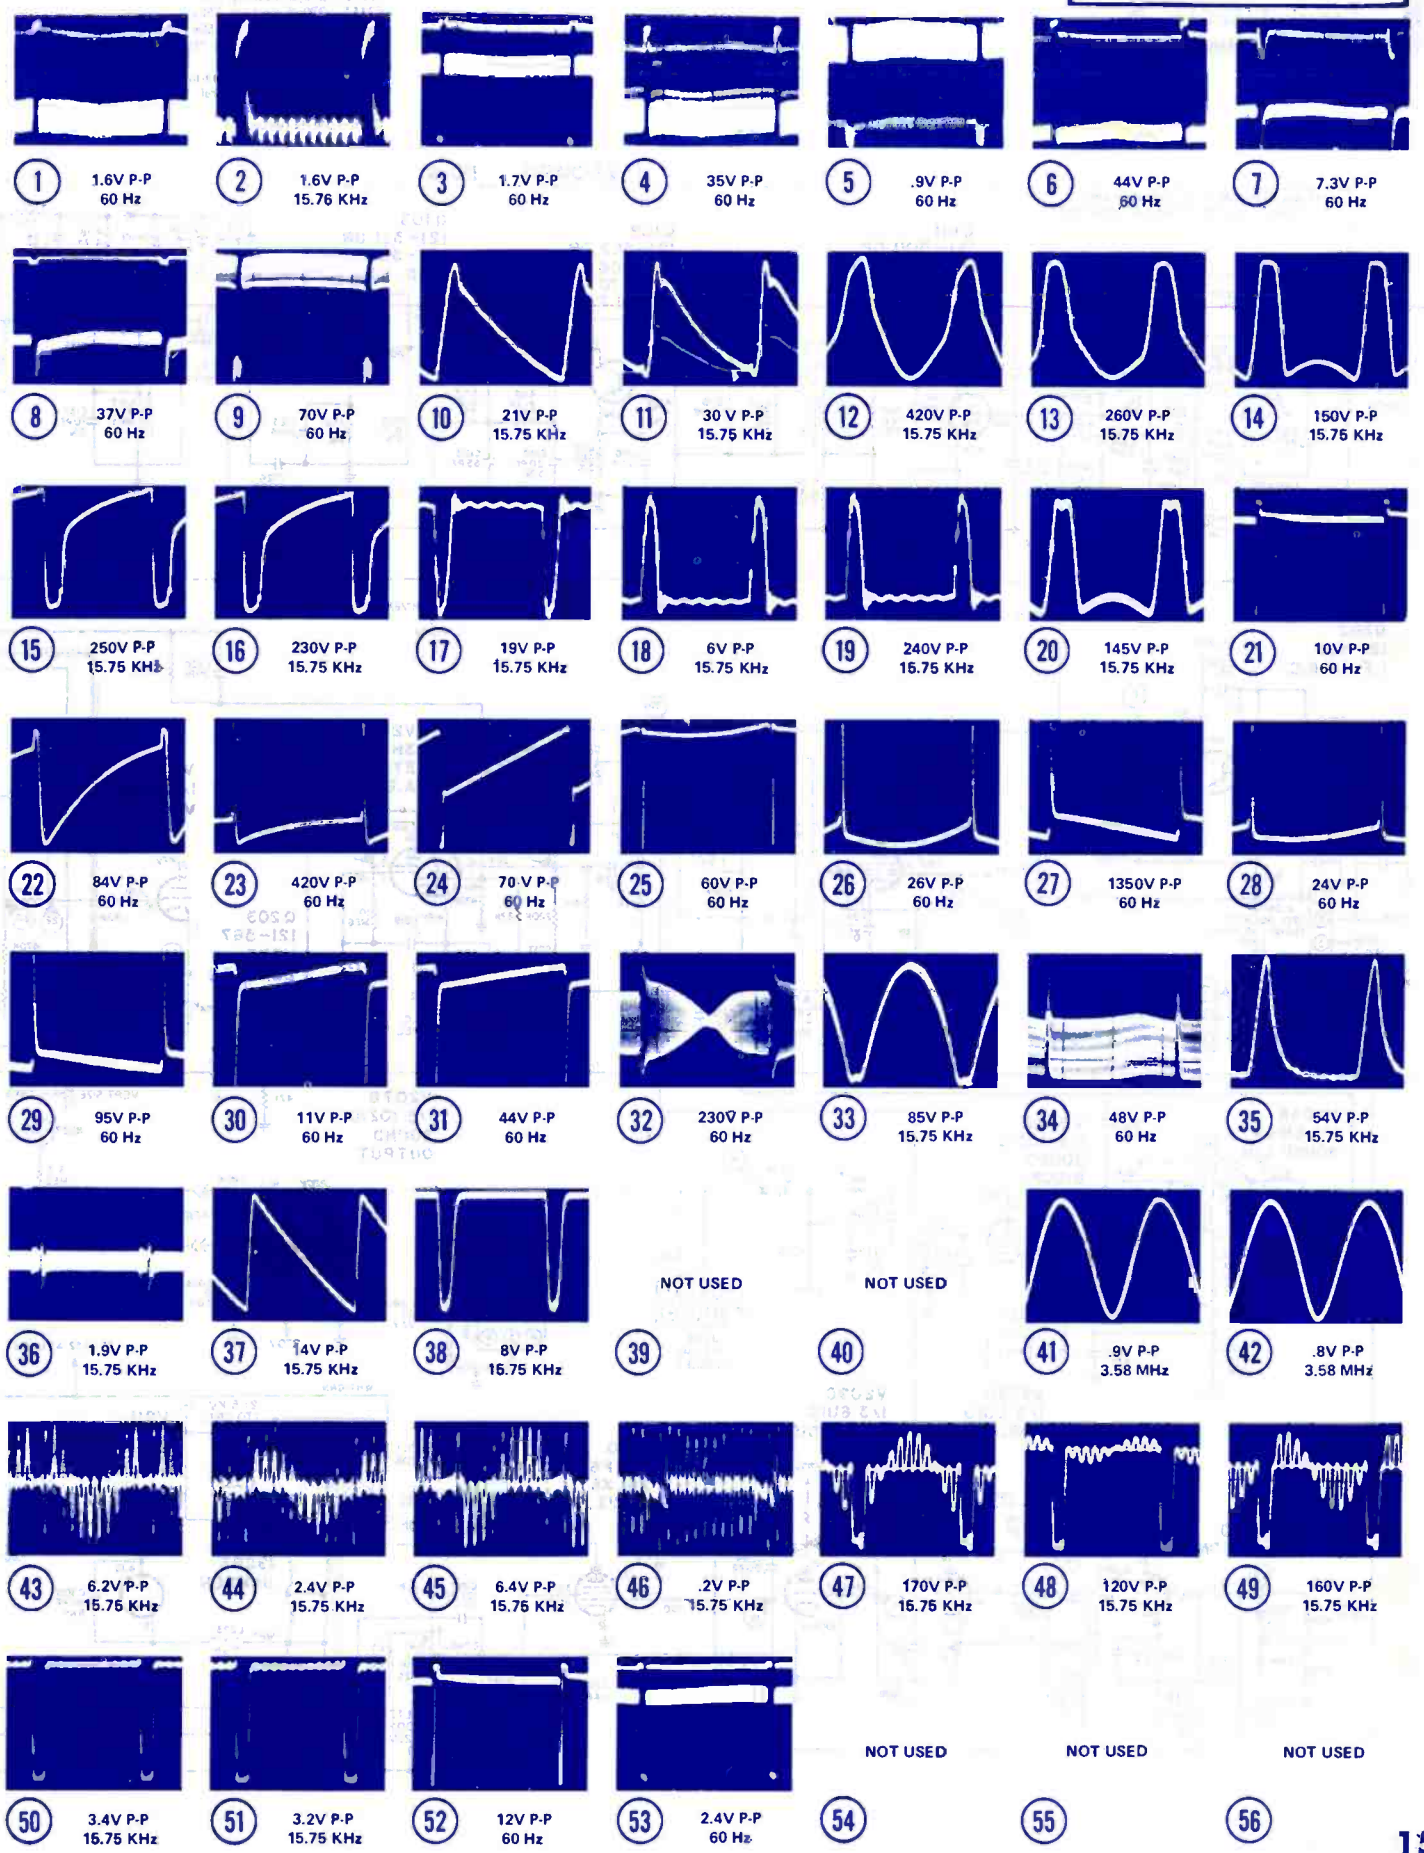 1 1.6V P-P
60 Hz
2 1.6V P-P
15.76 KHz
3 1.7V P-P
60 Hz
4 35V P-P
60 Hz
5 .9V P-P
60 Hz
6 44V P-P
60 Hz
7 7.3V P-P
60 Hz
8 37V P-P
60 Hz
9 70V P-P
60 Hz
10 21V P-P
15.75 KHz
11 30 V P-P
15.75 KHz
12 420V P-P
15.75 KHz
13 260V P-P
15.75 KHz
14 150V P-P
15.75 KHz
15 250V P-P
15.75 KHz
16 230V P-P
15.75 KHz
17 19V P-P
15.75 KHz
18 6V P-P
15.75 KHz
19 240V P-P
15.75 KHz
20 145V P-P
15.75 KHz
21 10V P-P
60 Hz
22 84V P-P
60 Hz
23 420V P-P
60 Hz
24 70 V P-P
60 Hz
25 60V P-P
60 Hz
26 26V P-P
60 Hz
27 1350V P-P
60 Hz
28 24V P-P
60 Hz
29 95V P-P
60 Hz
30 11V P-P
60 Hz
31 44V P-P
60 Hz
32 230V P-P
60 Hz
33 85V P-P
15.75 KHz
34 48V P-P
60 Hz
35 54V P-P
15.75 KHz
36 1.9V P-P
15.75 KHz
37 14V P-P
15.75 KHz
38 8V P-P
15.75 KHz
NOT USED
39
NOT USED
40
41 .9V P-P
3.58 MHz
42 .8V P-P
3.58 MHz
43 6.2V P-P
15.75 KHz
44 2.4V P-P
15.75 KHz
45 6.4V P-P
15.75 KHz
46 .2V P-P
15.75 KHz
47 170V P-P
15.75 KHz
48 120V P-P
15.75 KHz
49 160V P-P
15.75 KHz
50 3.4V P-P
15.75 KHz
51 3.2V P-P
15.75 KHz
52 12V P-P
60 Hz
53 2.4V P-P
60 Hz
NOT USED
54
NOT USED
55
NOT USED
56